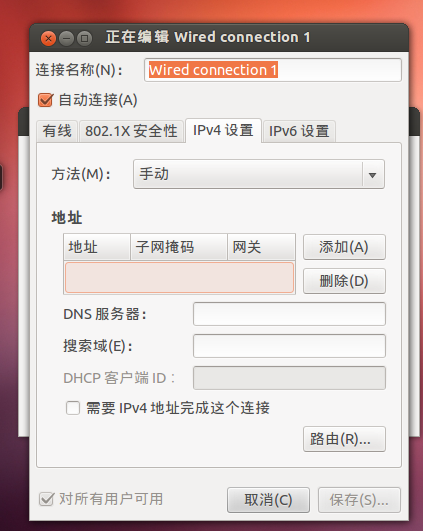 正在编辑 Wired connection 1
连接名称(N)： Wired connection 1
自动连接(A)
有线 802.1X 安全性 IPv4 设置 IPv6 设置
方法(M)： 手动
地址
地址 子网掩码 网关 添加(A)
删除(D)
DNS 服务器：
搜索域(E)：
DHCP 客户端 ID：
需要 IPv4 地址完成这个连接
路由(R)...
对所有用户可用 取消(C) 保存(S)...